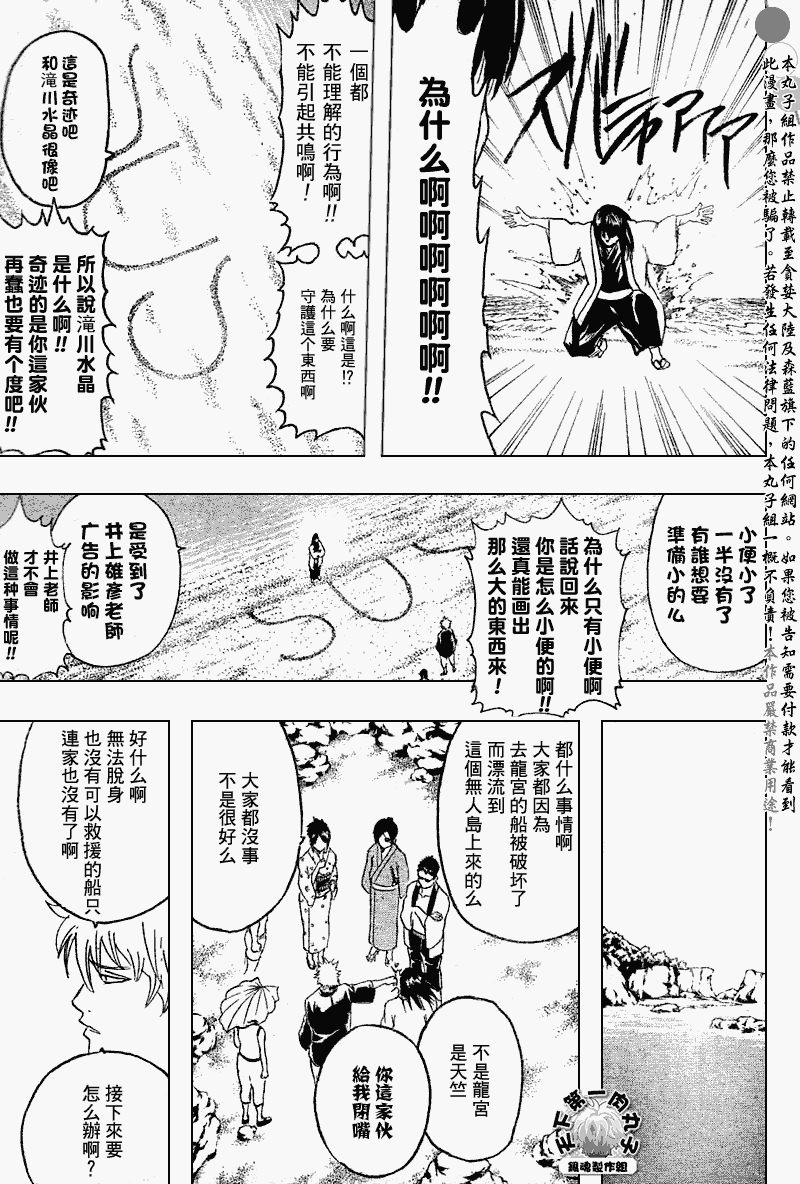 為什么啊啊啊啊啊啊!!
一個都
不能理解的行為啊!!
不能引起共鳴啊!
什么啊這是!?
為什么要
守護這个東西啊
這是奇迹吧
和滝川水晶很像吧
所以說滝川水晶
是什么啊!!
奇迹的是你這家伙
再蠢也要有个度吧!!
小便小了
一半没有了
有誰想要
準備小的么
為什么只有小便啊
話說回來
你是怎么小便的啊!!
還真能画出
那么大的東西來!
是受到了
井上雄彦老師
广告的影响
井上老師
才不會
做這种事情呢!!
都什么事情啊
大家都因為
去龍宮的船被破坏了
而漂流到
這個無人島上來的么
大家都沒事
不是很好么
不是龍宮
是天竺
你這家伙
給我閉嘴
好什么啊
無法脫身
也沒有可以救援的船只
連家也沒有了啊
接下來要
怎么辦啊?
本丸子組作品禁止轉載至貪婪大陸及森藍旗下的任何網站。如果您被告知需要付款才能看到
此漫畫，那麼您被騙了。若發生任何法律問題，本丸子組一概不負責！本作品嚴禁商業用途！
天下第一肉丸子
銀魂製作組